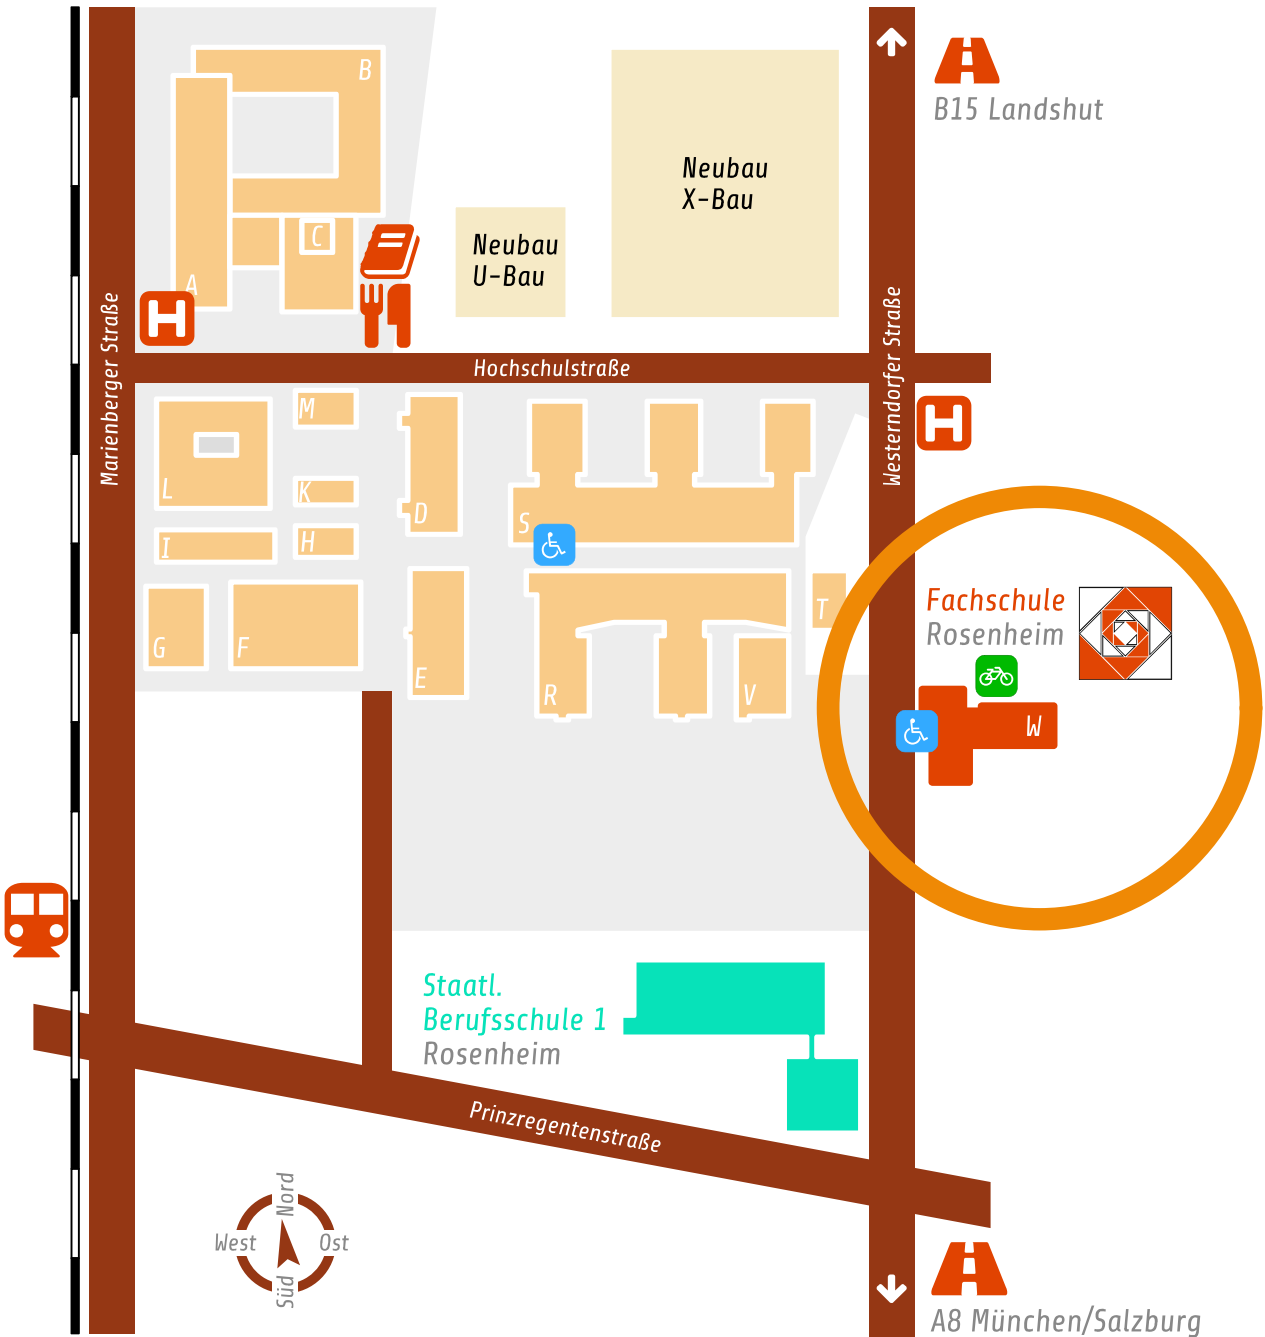 B
B15 Landshut
Neubau
X-Bau
C
Neubau
U-Bau
A
H
Marienberger Straße
Westerndorfer Straße
Hochschulstraße
M
H
L
K
D
S
I
H
Fachschule
Rosenheim
T
G
F
E
R
V
W
Staatl.
Berufsschule 1
Rosenheim
Prinzregentenstraße
Nord
West
Ost
Süd
A8 München/Salzburg